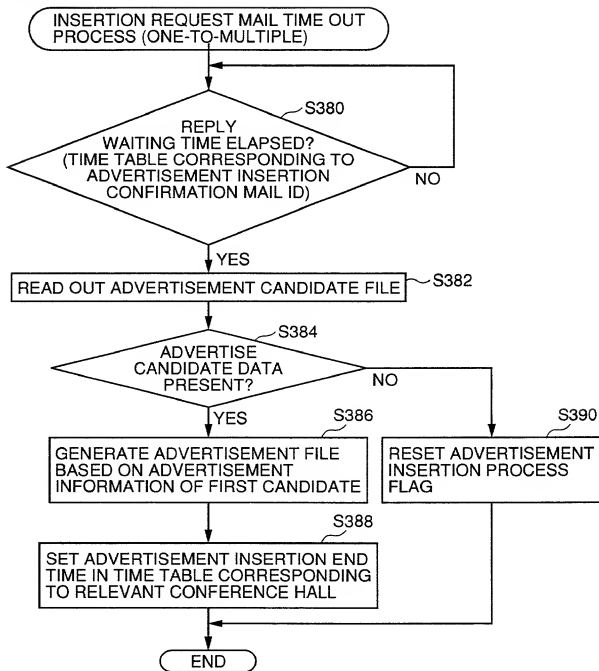 INSERTION REQUEST MAIL TIME OUT
PROCESS (ONE-TO-MULTIPLE)
S380
REPLY
WAITING TIME ELAPSED?
(TIME TABLE CORRESPONDING TO
ADVERTISEMENT INSERTION
CONFIRMATION MAIL ID)
NO
YES
READ OUT ADVERTISEMENT CANDIDATE FILE
S382
S384
ADVERTISE
CANDIDATE DATA
PRESENT?
NO
YES
S386
GENERATE ADVERTISEMENT FILE
BASED ON ADVERTISEMENT
INFORMATION OF FIRST CANDIDATE
S390
RESET ADVERTISEMENT
INSERTION PROCESS
FLAG
S388
SET ADVERTISEMENT INSERTION END
TIME IN TIME TABLE CORRESPONDING
TO RELEVANT CONFERENCE HALL
END